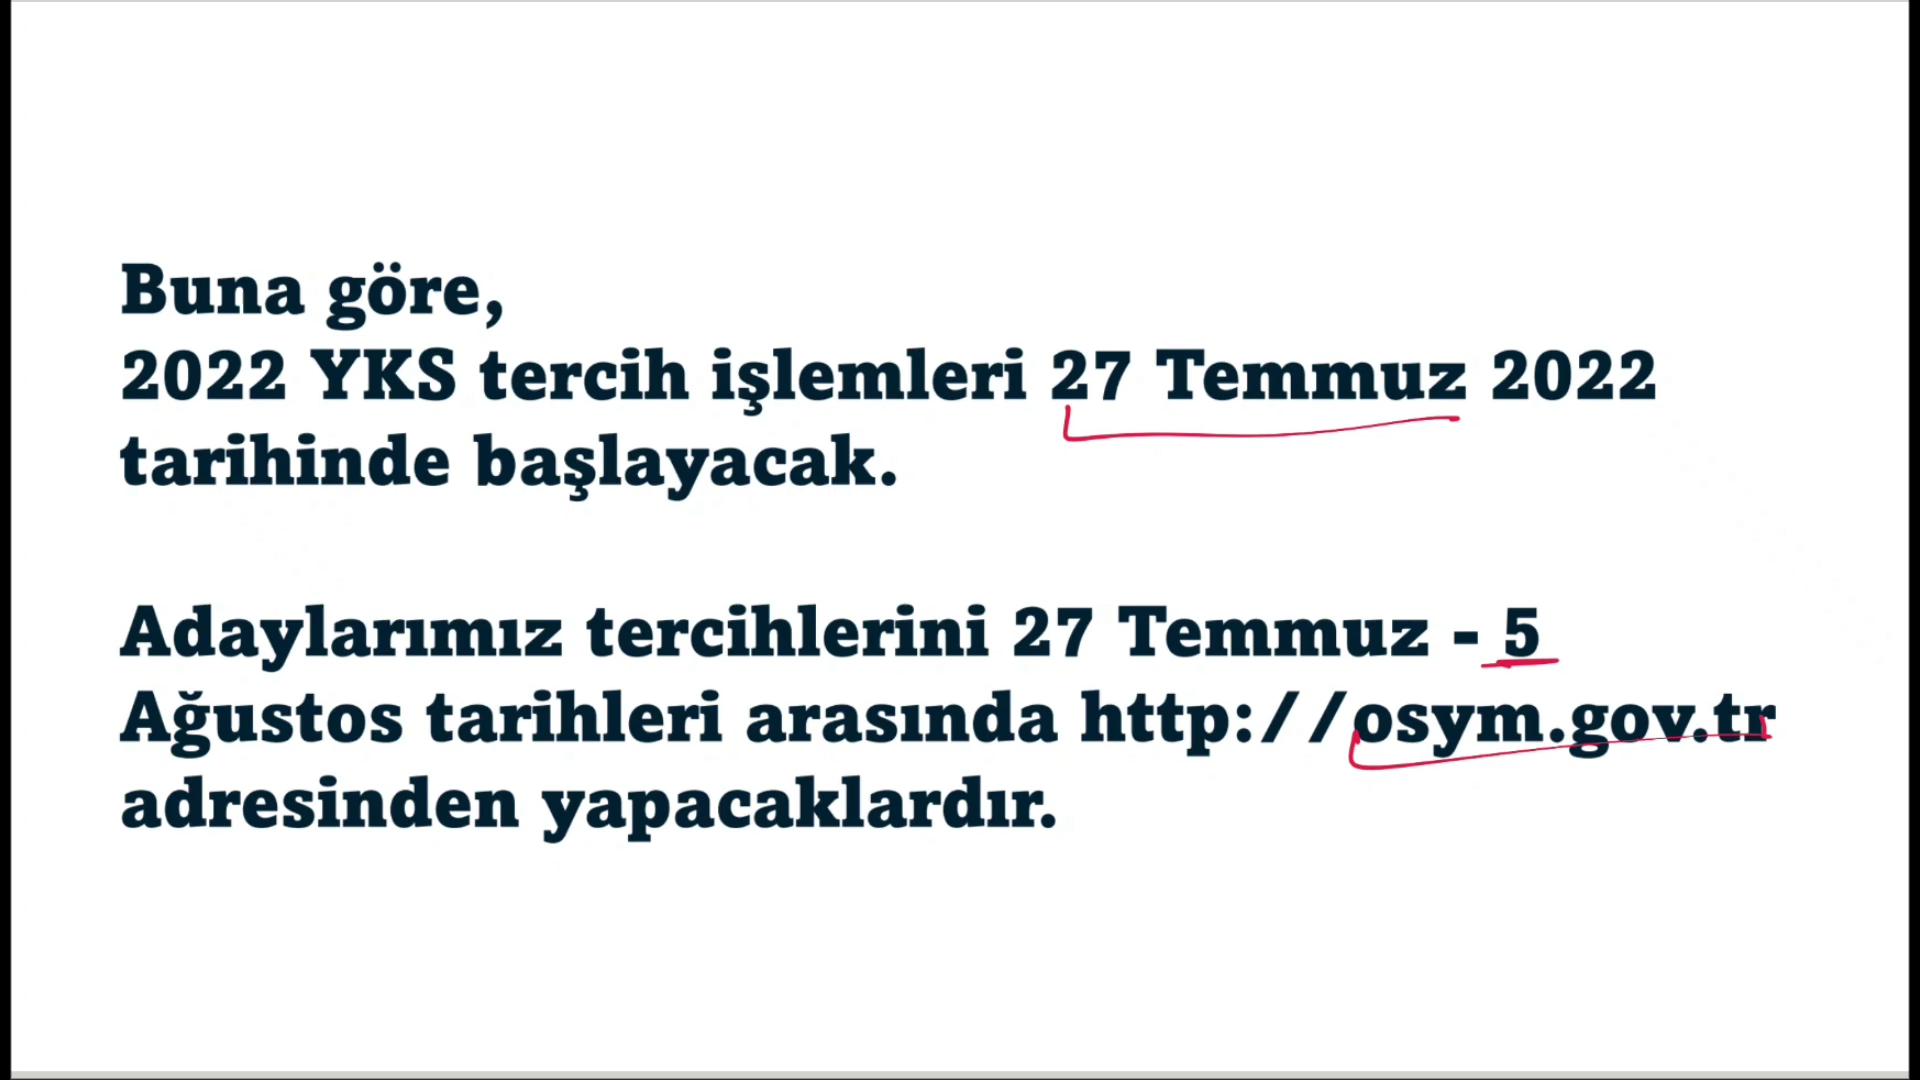 Buna göre,
2022 YKS tercih işlemleri 27 Temmuz 2022
tarihinde başlayacak.
Adaylarımız tercihlerini 27 Temmuz - 5
Ağustos tarihleri arasında http://osym.gov.tr
adresinden yapacaklardır.